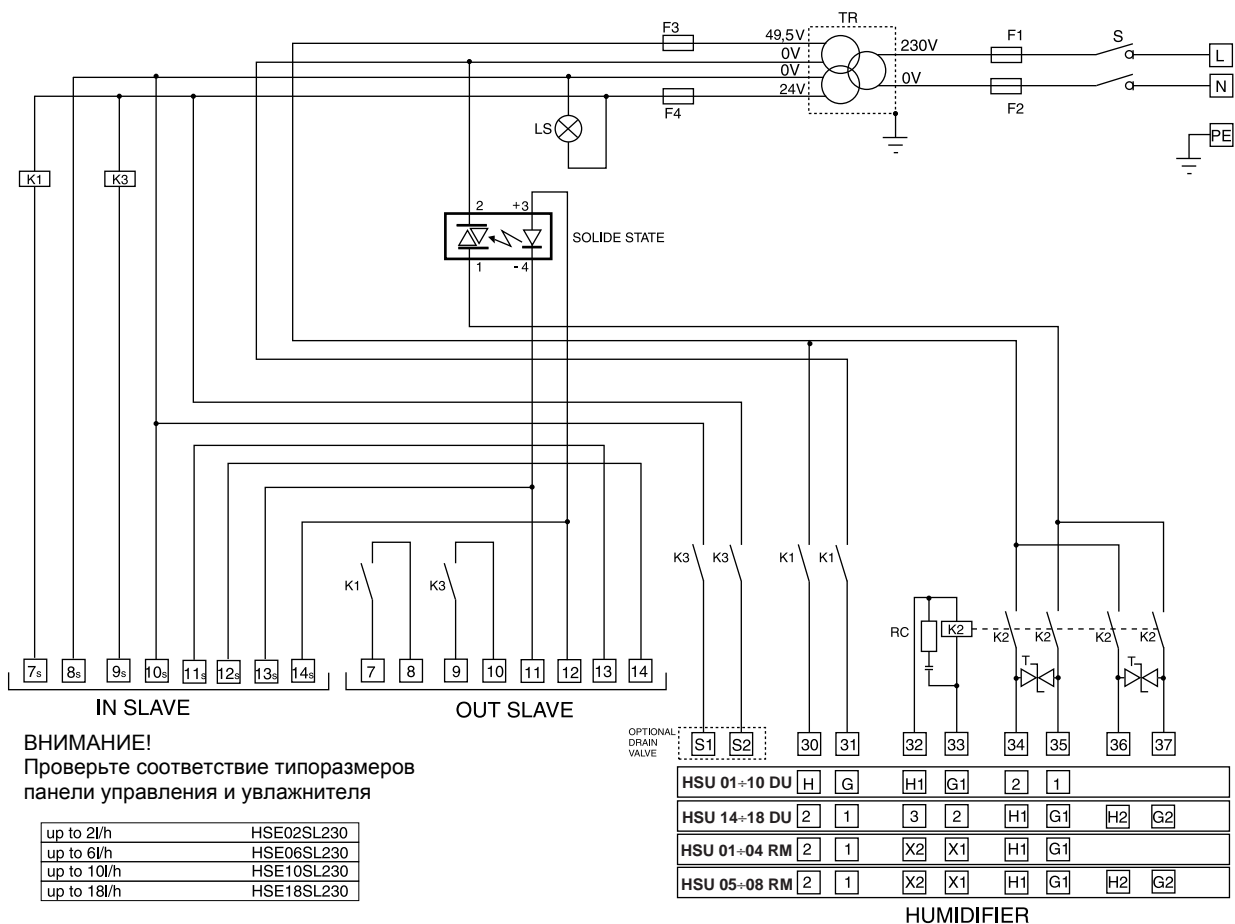 TR
F3
49,5V
0V
0V
24V
F4
230V
0V
F1
F2
S
L
N
PE
LS
K1
K3
2
+3
1
-4
SOLIDE STATE
K1
K3
K3
K3
K1
K1
RC
K2
K2
K2
K2
K2
T
T
7s
8s
9s
10s
11s
12s
13s
14s
IN SLAVE
7
8
9
10
11
12
13
14
OUT SLAVE
ВНИМАНИЕ!
Проверьте соответствие типоразмеров
панели управления и увлажнителя
up to 2l/h HSE02SL230
up to 6l/h HSE06SL230
up to 10l/h HSE10SL230
up to 18l/h HSE18SL230
OPTIONAL
DRAIN
VALVE
S1 S2 30 31 32 33 34 35 36 37
HSU 01÷10 DU H G H1 G1 2 1
HSU 14÷18 DU 2 1 3 2 H1 G1 H2 G2
HSU 01÷04 RM 2 1 X2 X1 H1 G1
HSU 05÷08 RM 2 1 X2 X1 H1 G1 H2 G2
HUMIDIFIER